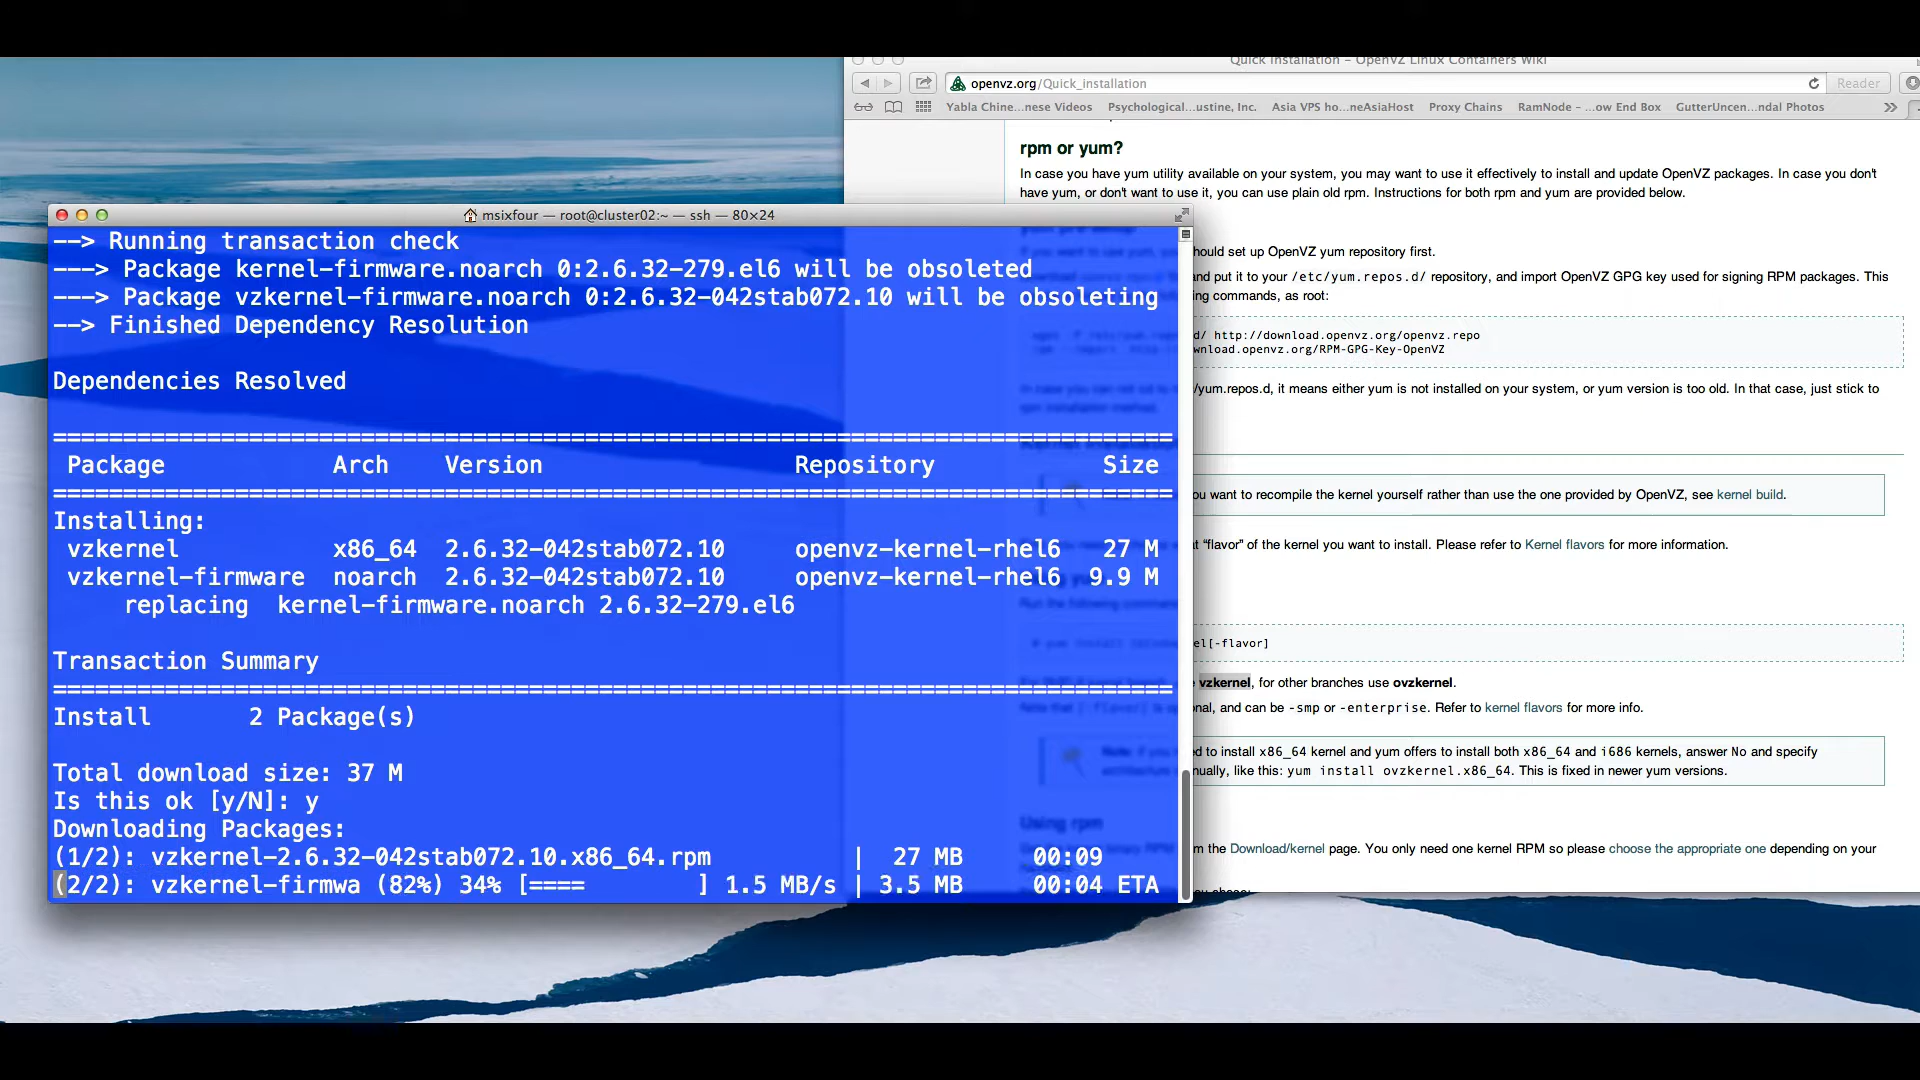 Quick Installation - OpenVZ Linux Containers Wiki
openvz.org/Quick_installation
Reader
Yabla Chine...nese Videos Psychological...ustine, Inc. Asia VPS ho...neAsiaHost Proxy Chains RamNode - ...ow End Box GutterUncen...ndal Photos
rpm or yum?
In case you have yum utility available on your system, you may want to use it effectively to install and update OpenVZ packages. In case you don't
have yum, or don't want to use it, you can use plain old rpm. Instructions for both rpm and yum are provided below.
msixfour — root@cluster02:~ — ssh — 80×24
--> Running transaction check
---> Package kernel-firmware.noarch 0:2.6.32-279.el6 will be obsoleted
---> Package vzkernel-firmware.noarch 0:2.6.32-042stab072.10 will be obsoleting
--> Finished Dependency Resolution
Dependencies Resolved
================================================================================
Package Arch Version Repository Size
================================================================================
Installing:
vzkernel x86_64 2.6.32-042stab072.10 openvz-kernel-rhel6 27 M
vzkernel-firmware noarch 2.6.32-042stab072.10 openvz-kernel-rhel6 9.9 M
replacing kernel-firmware.noarch 2.6.32-279.el6
Transaction Summary
================================================================================
Install 2 Package(s)
Total download size: 37 M
Is this ok [y/N]: y
Downloading Packages:
(1/2): vzkernel-2.6.32-042stab072.10.x86_64.rpm | 27 MB 00:09
(2/2): vzkernel-firmwa (82%) 34% [==== ] 1.5 MB/s | 3.5 MB 00:04 ETA
hould set up OpenVZ yum repository first.
and put it to your /etc/yum.repos.d/ repository, and import OpenVZ GPG key used for signing RPM packages. This
ing commands, as root:
d/ http://download.openvz.org/openvz.repo
wnload.openvz.org/RPM-GPG-Key-OpenVZ
/yum.repos.d, it means either yum is not installed on your system, or yum version is too old. In that case, just stick to
rpm installation method.
ou want to recompile the kernel yourself rather than use the one provided by OpenVZ, see kernel build.
at “flavor” of the kernel you want to install. Please refer to Kernel flavors for more information.
Run the following command
# yum install
el[-flavor]
vzkernel, for other branches use ovzkernel.
nal, and can be -smp or -enterprise. Refer to kernel flavors for more info.
ed to install x86_64 kernel and yum offers to install both x86_64 and i686 kernels, answer No and specify
nually, like this: yum install ovzkernel.x86_64. This is fixed in newer yum versions.
Using rpm
m the Download/kernel page. You only need one kernel RPM so please choose the appropriate one depending on your